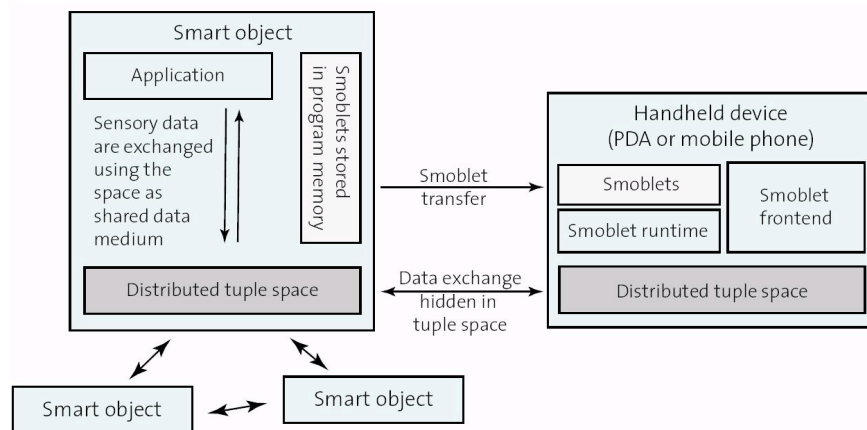 Smart object
Application
Sensory data
are exchanged
using the
space as
shared data
medium
Smoblets stored
in program memory
Distributed tuple space
Smoblet
transfer
Data exchange
hidden in
tuple space
Handheld device
(PDA or mobile phone)
Smoblets
Smoblet runtime
Smoblet
frontend
Distributed tuple space
Smart object
Smart object